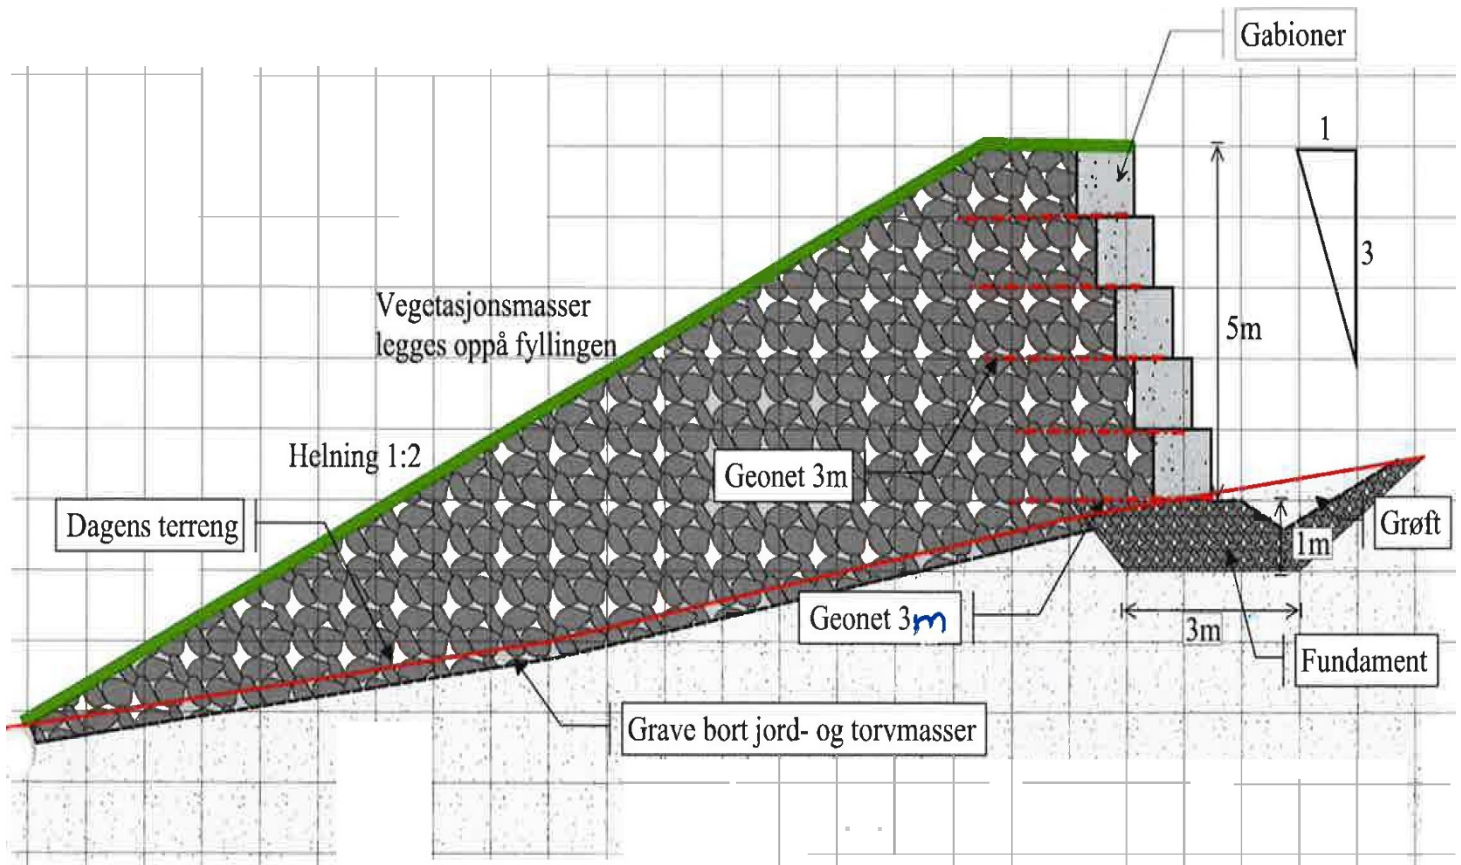 Gabioner
1
3
5m
Vegetasjonsmasser
legges oppå fyllingen
Helning 1:2
Geonet 3m
Dagens terreng
Grøft
1m
Geonet 3m
3m
Fundament
Grave bort jord- og torvmasser